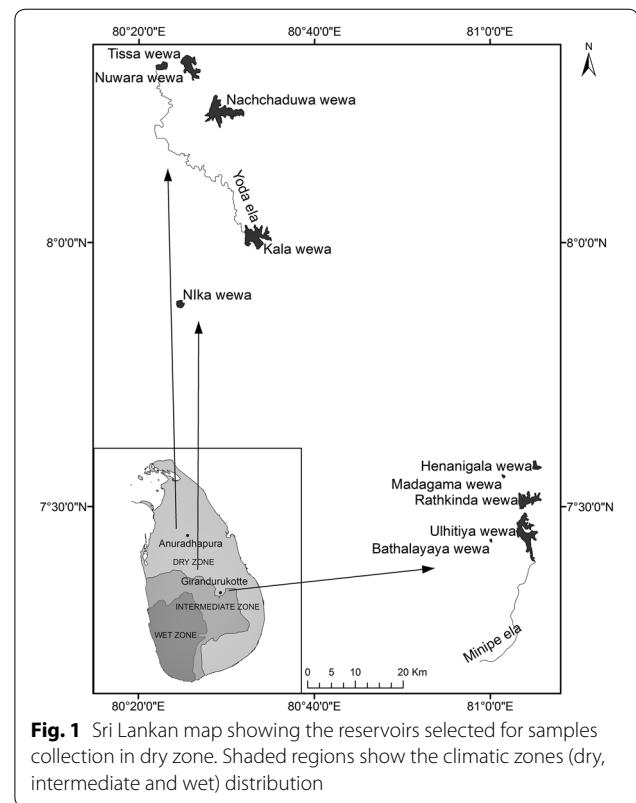 80°20'0"E 80°40'0"E 81°0'0"E
N
Tissa wewa
Nuwara wewa
Nachchaduwa wewa
Yoda ela
8°0'0"N Kala wewa 8°0'0"N
NIka wewa
Henanigala wewa
Madagama wewa
7°30'0"N Rathkinda wewa 7°30'0"N
Ulhitiya wewa
Bathalayaya wewa
Anuradhapura
DRY ZONE
Girandurukotte
INTERMEDIATE ZONE
WET ZONE
Minipe ela
0 5 10 20 Km
80°20'0"E 80°40'0"E 81°0'0"E
Fig. 1 Sri Lankan map showing the reservoirs selected for samples
collection in dry zone. Shaded regions show the climatic zones (dry,
intermediate and wet) distribution